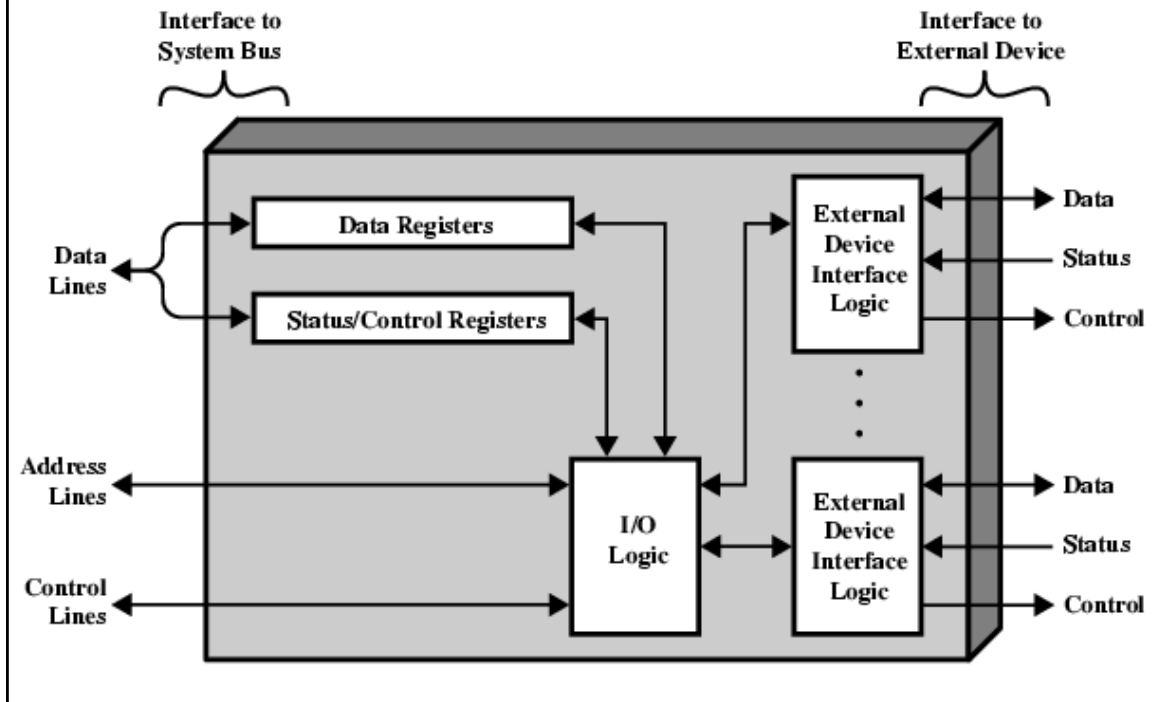 Interface to
System Bus
Interface to
External Device
Data Registers
Data
Lines
Status/Control Registers
External
Device
Interface
Logic
Data
Status
Control
Address
Lines
I/O
Logic
Control
Lines
External
Device
Interface
Logic
Data
Status
Control